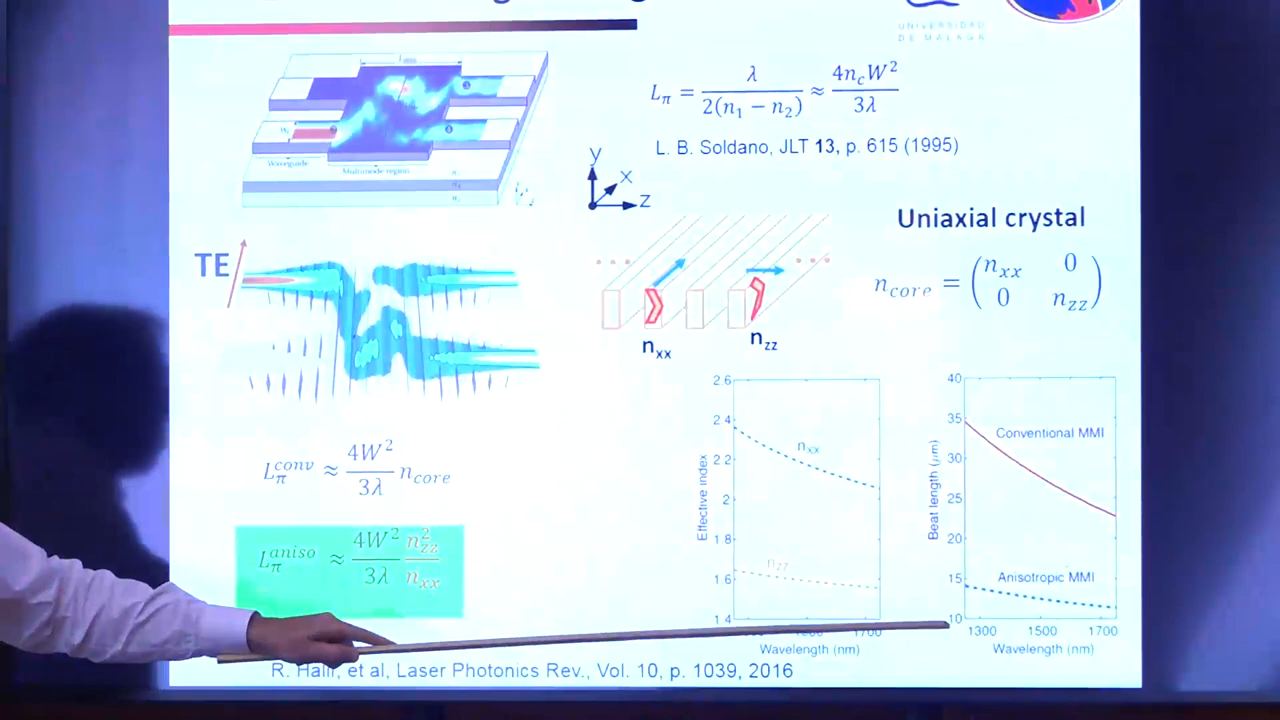 UNIVERSIDAD
DE MÁLAGA
L_π = λ / 2(n_1 − n_2) ≈ 4n_cW^2 / 3λ
L. B. Soldano, JLT 13, p. 615 (1995)
Waveguide
Multimode region
y
x
z
Uniaxial crystal
TE
n_core = (n_xx 0
0 n_zz)
n_xx
n_zz
L_π^conv ≈ 4W^2 / 3λ n_core
L_π^aniso ≈ 4W^2 / 3λ n_zz^2 / n_xx
Effective index
2.6
2.4
2.2
2
1.8
1.6
1.4
n_xx
n_zz
1700
Wavelength (nm)
Beat length (μm)
40
35
30
25
20
15
10
Conventional MMI
Anisotropic MMI
1300 1500 1700
Wavelength (nm)
R. Halir, et al, Laser Photonics Rev., Vol. 10, p. 1039, 2016